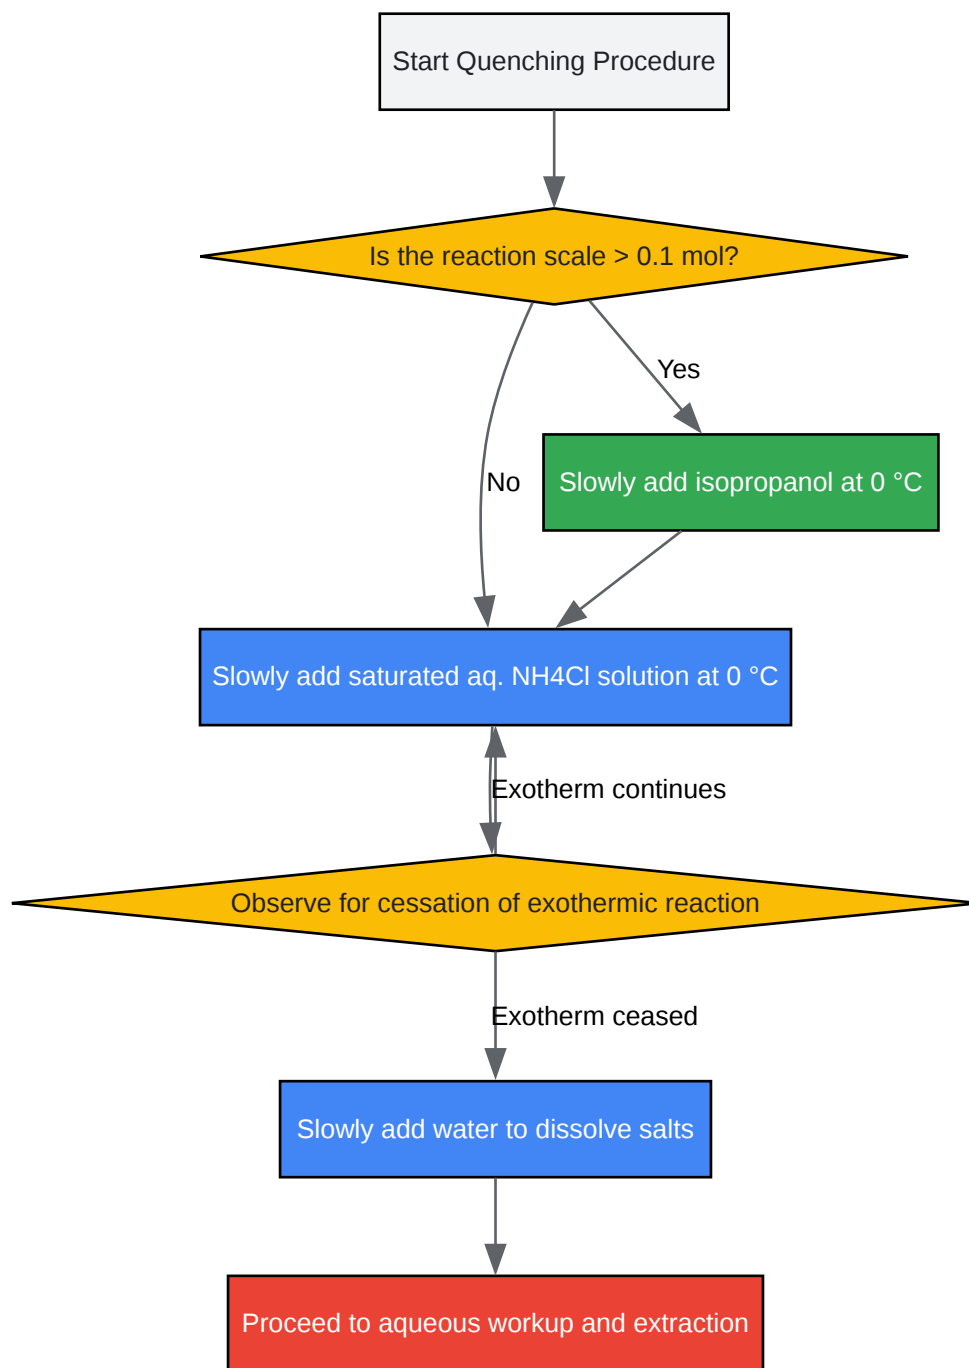 Start Quenching Procedure
Is the reaction scale > 0.1 mol?
Yes
No
Slowly add isopropanol at 0 °C
Slowly add saturated aq. NH4Cl solution at 0 °C
Exotherm continues
Observe for cessation of exothermic reaction
Exotherm ceased
Slowly add water to dissolve salts
Proceed to aqueous workup and extraction